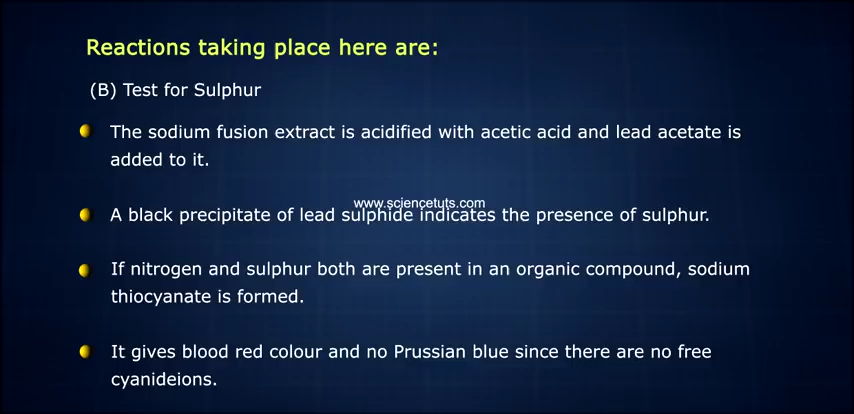 Reactions taking place here are:
(B) Test for Sulphur
The sodium fusion extract is acidified with acetic acid and lead acetate is
added to it.
www.sciencetuts.com
A black precipitate of lead sulphide indicates the presence of sulphur.
If nitrogen and sulphur both are present in an organic compound, sodium
thiocyanate is formed.
It gives blood red colour and no Prussian blue since there are no free
cyanideions.